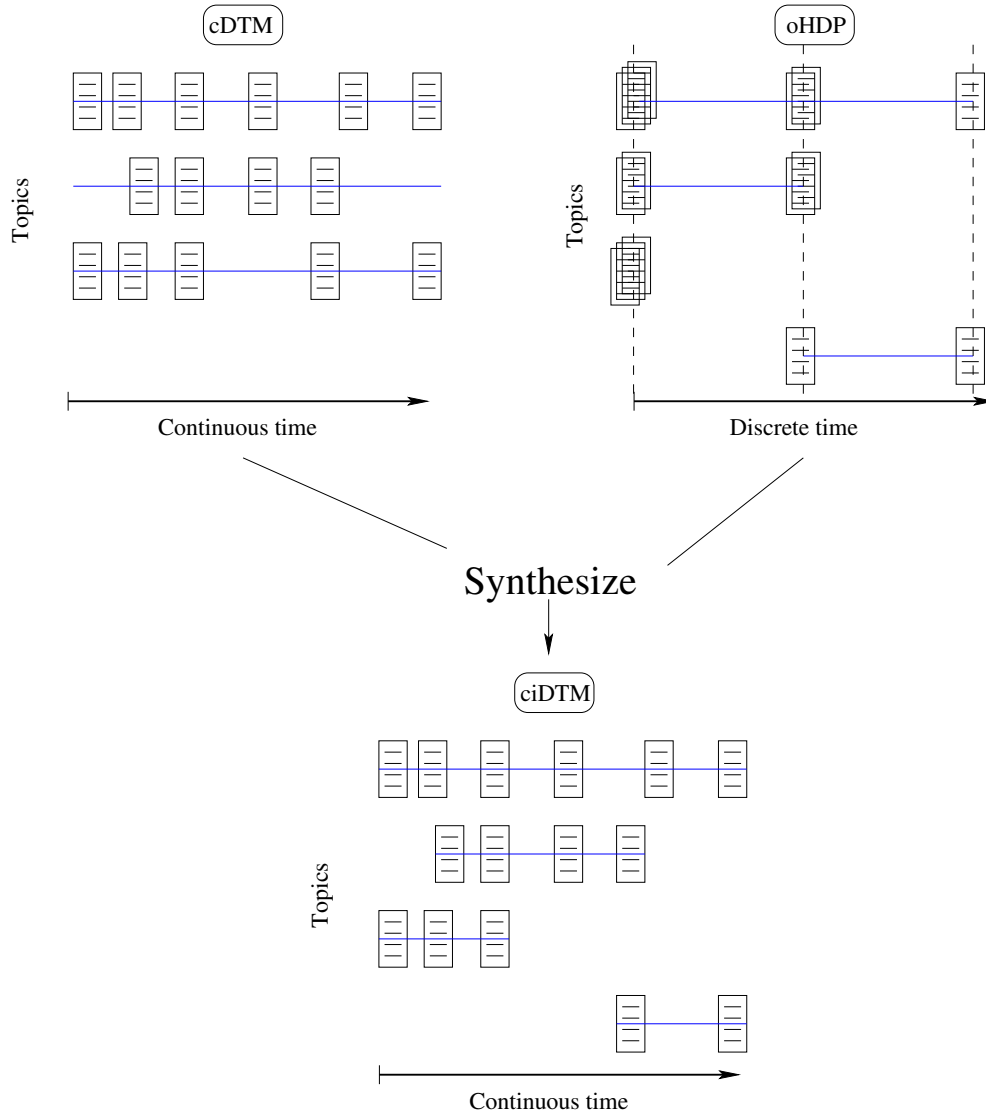 cDTM
oHDP
Topics
Topics
Continuous time
Discrete time
Synthesize
ciDTM
Topics
Continuous time